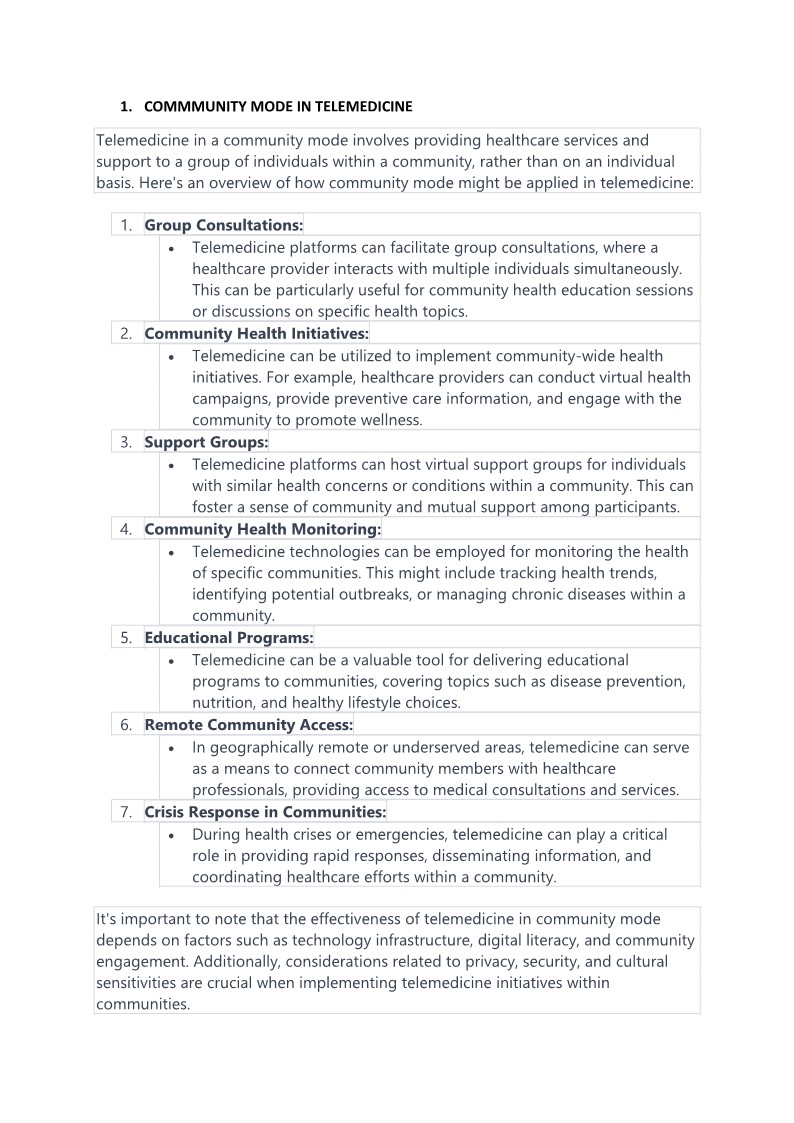 1. COMMMUNITY MODE IN TELEMEDICINE
Telemedicine in a community mode involves providing healthcare services and
support to a group of individuals within a community, rather than on an individual
basis. Here's an overview of how community mode might be applied in telemedicine:
1. Group Consultations:
• Telemedicine platforms can facilitate group consultations, where a
healthcare provider interacts with multiple individuals simultaneously.
This can be particularly useful for community health education sessions
or discussions on specific health topics.
2. Community Health Initiatives:
• Telemedicine can be utilized to implement community-wide health
initiatives. For example, healthcare providers can conduct virtual health
campaigns, provide preventive care information, and engage with the
community to promote wellness.
3. Support Groups:
• Telemedicine platforms can host virtual support groups for individuals
with similar health concerns or conditions within a community. This can
foster a sense of community and mutual support among participants.
4. Community Health Monitoring:
• Telemedicine technologies can be employed for monitoring the health
of specific communities. This might include tracking health trends,
identifying potential outbreaks, or managing chronic diseases within a
community.
5. Educational Programs:
• Telemedicine can be a valuable tool for delivering educational
programs to communities, covering topics such as disease prevention,
nutrition, and healthy lifestyle choices.
6. Remote Community Access:
• In geographically remote or underserved areas, telemedicine can serve
as a means to connect community members with healthcare
professionals, providing access to medical consultations and services.
7. Crisis Response in Communities:
• During health crises or emergencies, telemedicine can play a critical
role in providing rapid responses, disseminating information, and
coordinating healthcare efforts within a community.
It's important to note that the effectiveness of telemedicine in community mode
depends on factors such as technology infrastructure, digital literacy, and community
engagement. Additionally, considerations related to privacy, security, and cultural
sensitivities are crucial when implementing telemedicine initiatives within
communities.